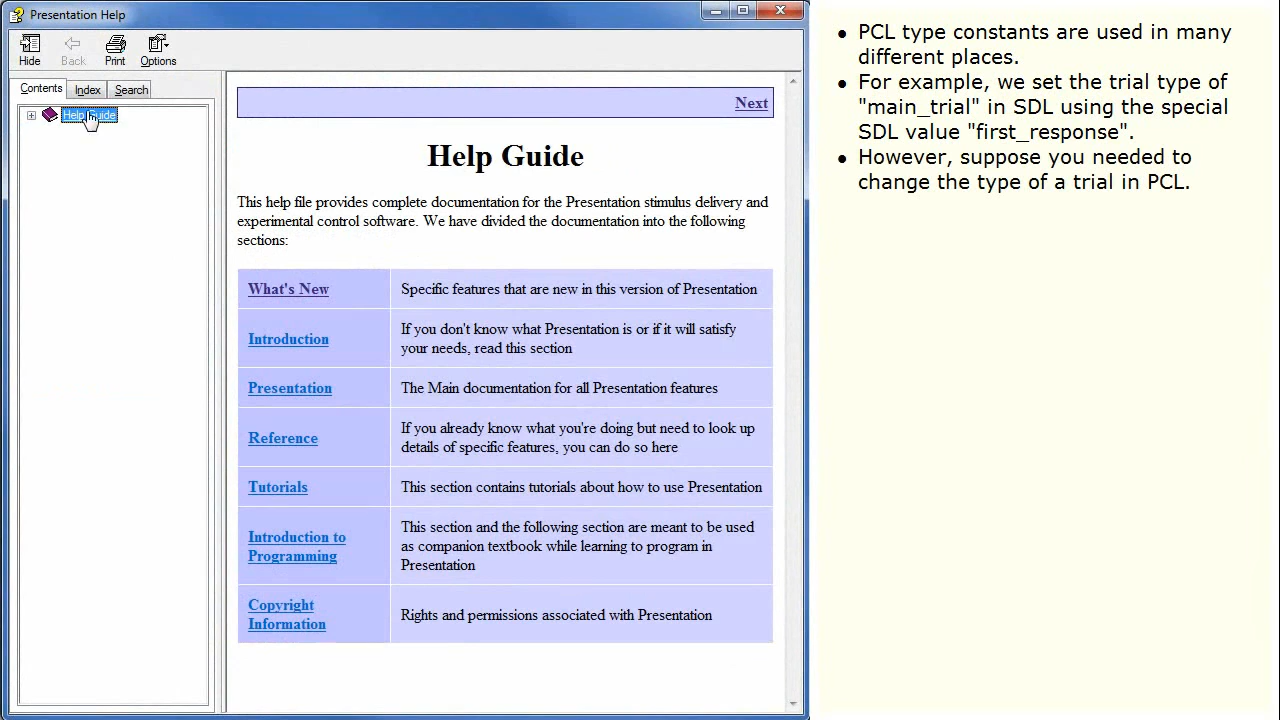 Presentation Help
Hide
Back
Print
Options
Contents
Index
Search
Help Guide
Next
Help Guide
This help file provides complete documentation for the Presentation stimulus delivery and
experimental control software. We have divided the documentation into the following
sections:
What's New
Specific features that are new in this version of Presentation
Introduction
If you don't know what Presentation is or if it will satisfy
your needs, read this section
Presentation
The Main documentation for all Presentation features
Reference
If you already know what you're doing but need to look up
details of specific features, you can do so here
Tutorials
This section contains tutorials about how to use Presentation
Introduction to
Programming
This section and the following section are meant to be used
as companion textbook while learning to program in
Presentation
Copyright
Information
Rights and permissions associated with Presentation
• PCL type constants are used in many
different places.
• For example, we set the trial type of
"main_trial" in SDL using the special
SDL value "first_response".
• However, suppose you needed to
change the type of a trial in PCL.